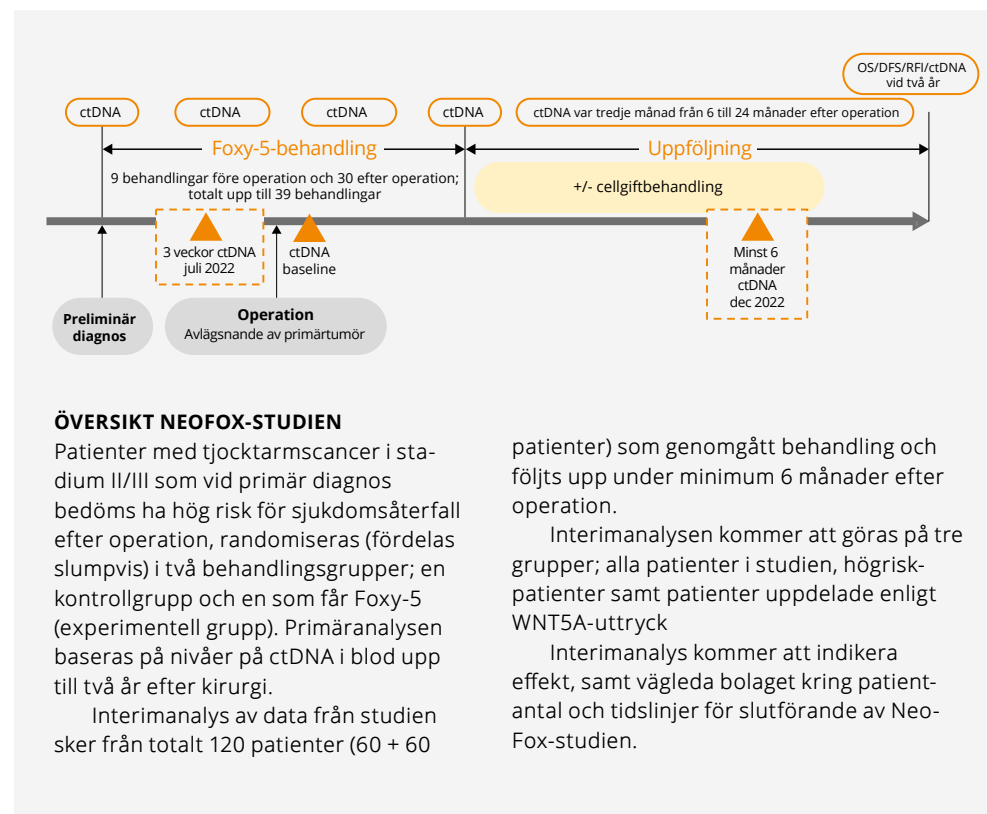 OS/DFS/RFI/ctDNA
vid två år
ctDNA
ctDNA
ctDNA
ctDNA
ctDNA var tredje månad från 6 till 24 månader efter operation
Foxy-5-behandling
Uppföljning
9 behandlingar före operation och 30 efter operation;
totalt upp till 39 behandlingar
+/- cellgiftbehandling
3 veckor ctDNA
juli 2022
ctDNA
baseline
Minst 6
månader
ctDNA
dec 2022
Preliminär
diagnos
Operation
Avlägsnande av primärtumör
ÖVERSIKT NEOFOX-STUDIEN
Patienter med tjocktarmscancer i sta-
dium II/III som vid primär diagnos
bedöms ha hög risk för sjukdomsåterfall
efter operation, randomiseras (fördelas
slumpvis) i två behandlingsgrupper; en
kontrollgrupp och en som får Foxy-5
(experimentell grupp). Primäranalysen
baseras på nivåer på ctDNA i blod upp
till två år efter kirurgi.
Interimanalys av data från studien
sker från totalt 120 patienter (60 + 60
patienter) som genomgått behandling och
följts upp under minimum 6 månader efter
operation.
Interimanalysen kommer att göras på tre
grupper; alla patienter i studien, högrisk-
patienter samt patienter uppdelade enligt
WNT5A-uttryck
Interimanalys kommer att indikera
effekt, samt vägleda bolaget kring patient-
antal och tidslinjer för slutförande av Neo-
Fox-studien.